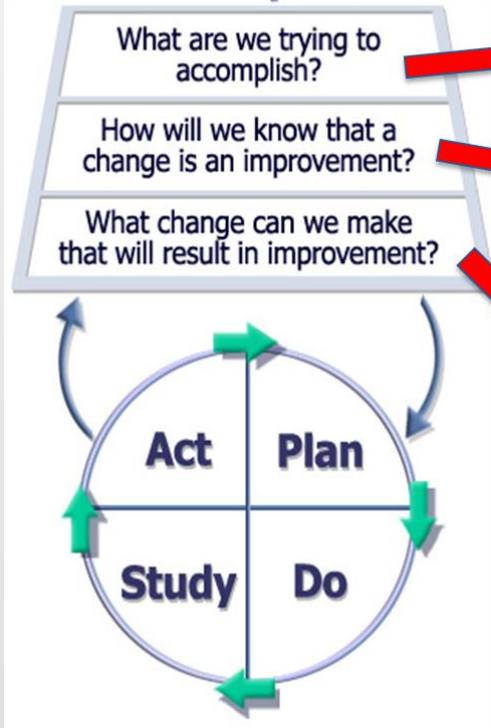 What are we trying to
accomplish?
How will we know that a
change is an improvement?
What change can we make
that will result in improvement?
Act
Plan
Study
Do